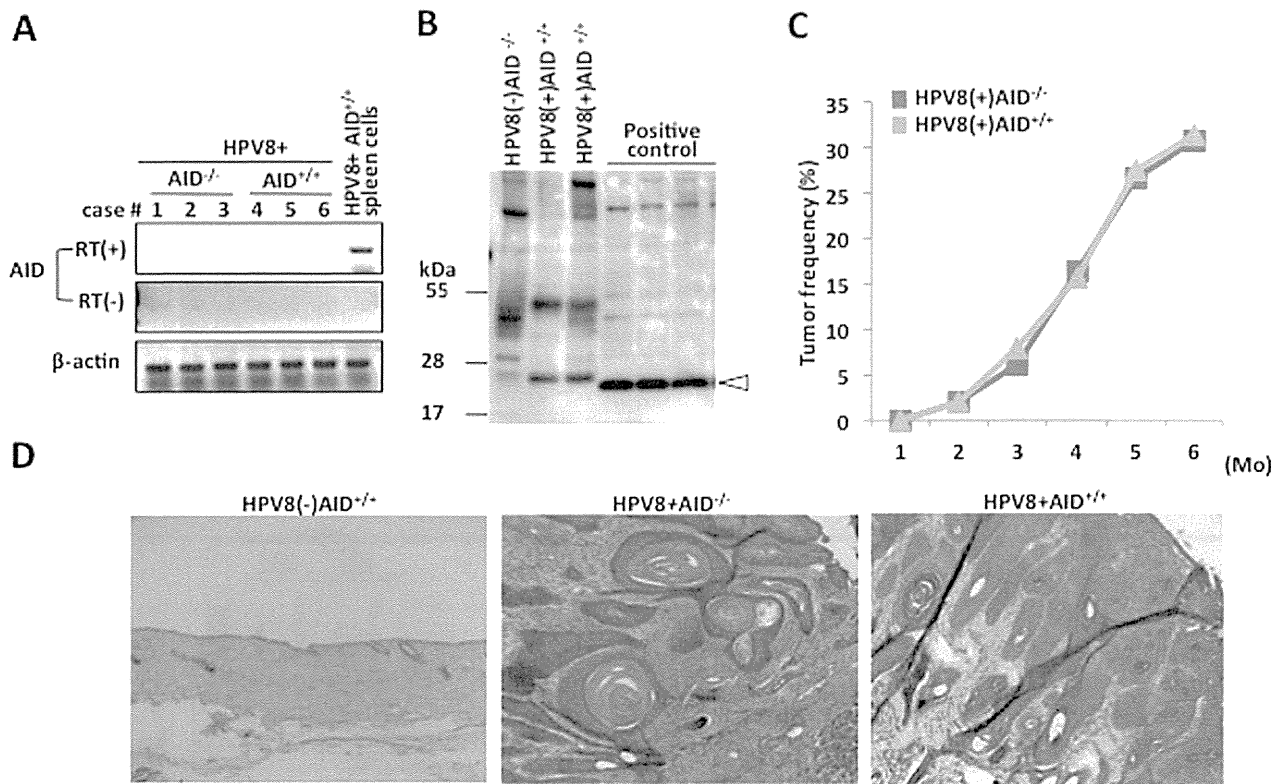 A
HPV8+
AID-/-
AID+/+
HPV8+ AID+/+
spleen cells
case # 1 2 3 4 5 6
AID
RT(+)
RT(-)
β-actin
B
HPV8(-)AID -/-
HPV8(+)AID +/+
HPV8(+)AID +/+
Positive
control
kDa
55
28
17
C
HPV8(+)AID-/-
HPV8(+)AID+/+
Tumor frequency (%)
35
30
25
20
15
10
5
0
1 2 3 4 5 6
(Mo)
D
HPV8(-)AID+/+
HPV8+AID-/-
HPV8+AID+/+